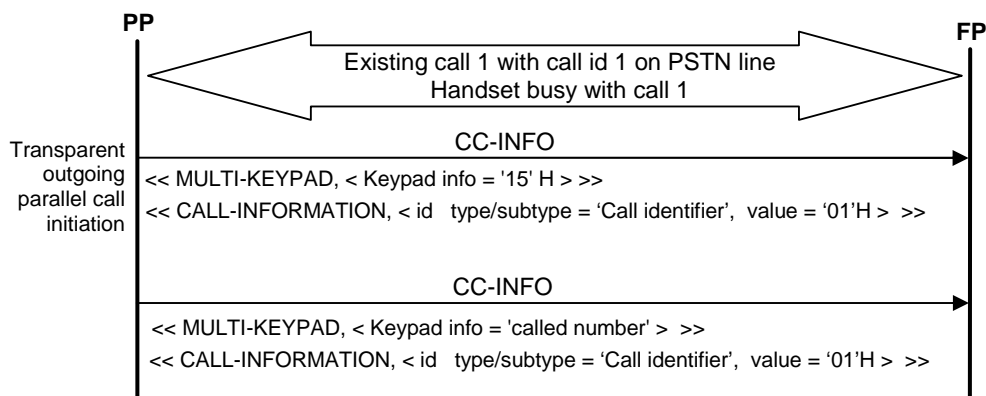 PP
FP
Existing call 1 with call id 1 on PSTN line
Handset busy with call 1
Transparent
outgoing
parallel call
initiation
CC-INFO
<< MULTI-KEYPAD, < Keypad info = '15' H > >>
<< CALL-INFORMATION, < id type/subtype = ‘Call identifier’, value = ‘01’H > >>
CC-INFO
<< MULTI-KEYPAD, < Keypad info = 'called number' > >>
<< CALL-INFORMATION, < id type/subtype = ‘Call identifier’, value = ‘01’H > >>